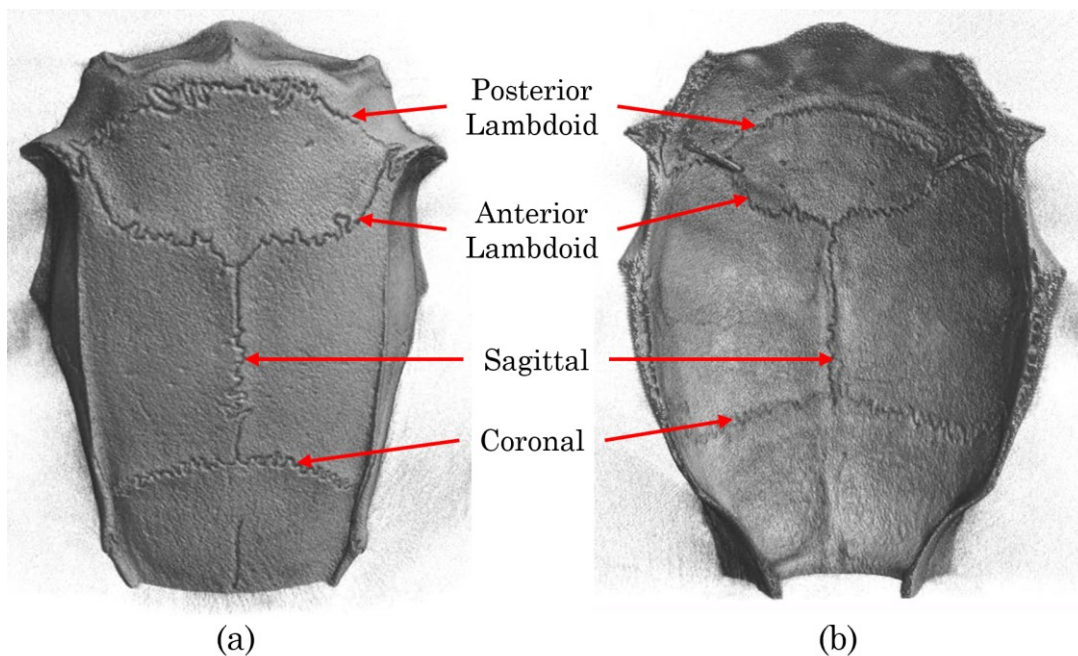 Posterior
Lambdoid
Anterior
Lambdoid
Sagittal
Coronal
(a)
(b)